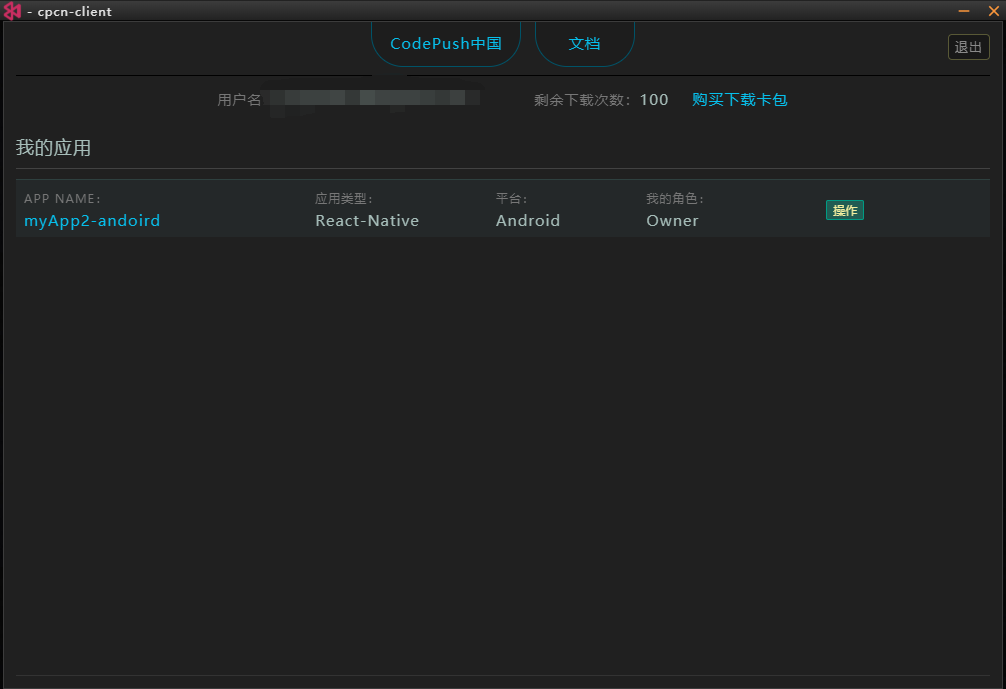 - cpcn-client
CodePush中国
文档
退出
用户名
剩余下载次数: 100
购买下载卡包
我的应用
APP NAME:
myApp2-andoird
应用类型:
React-Native
平台:
Android
我的角色:
Owner
操作